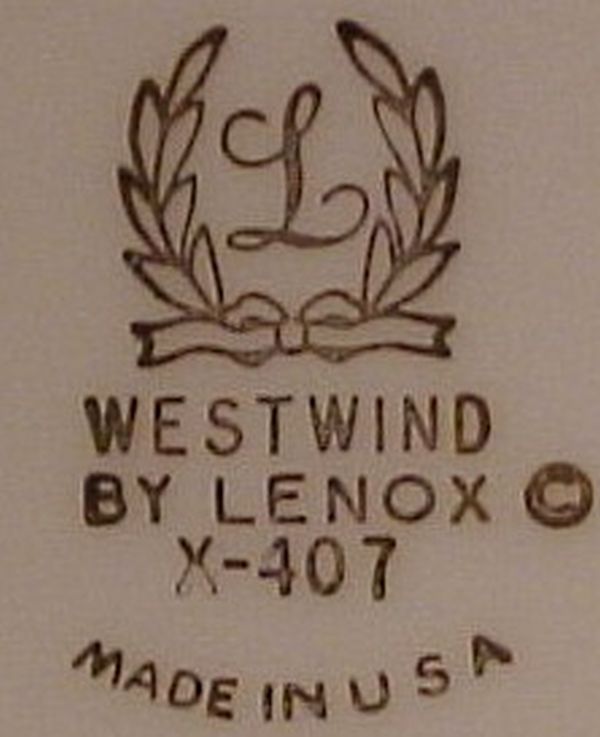 L
WESTWIND
BY LENOX ©
X-407
MADE IN USA